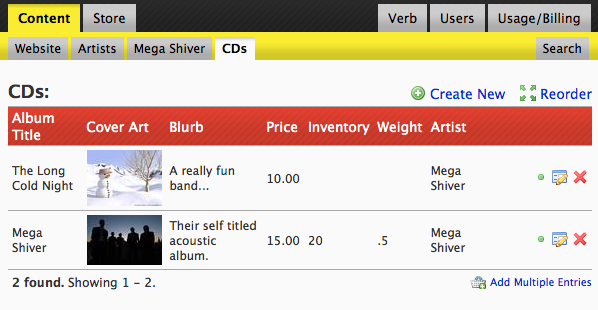 Content Store Verb Users Usage/Billing
Website Artists Mega Shiver CDs Search
CDs: Create New Reorder
Album Title Cover Art Blurb Price Inventory Weight Artist
The Long Cold Night A really fun band... 10.00 Mega Shiver
Mega Shiver Their self titled acoustic album. 15.00 20 .5 Mega Shiver
2 found. Showing 1 - 2. Add Multiple Entries